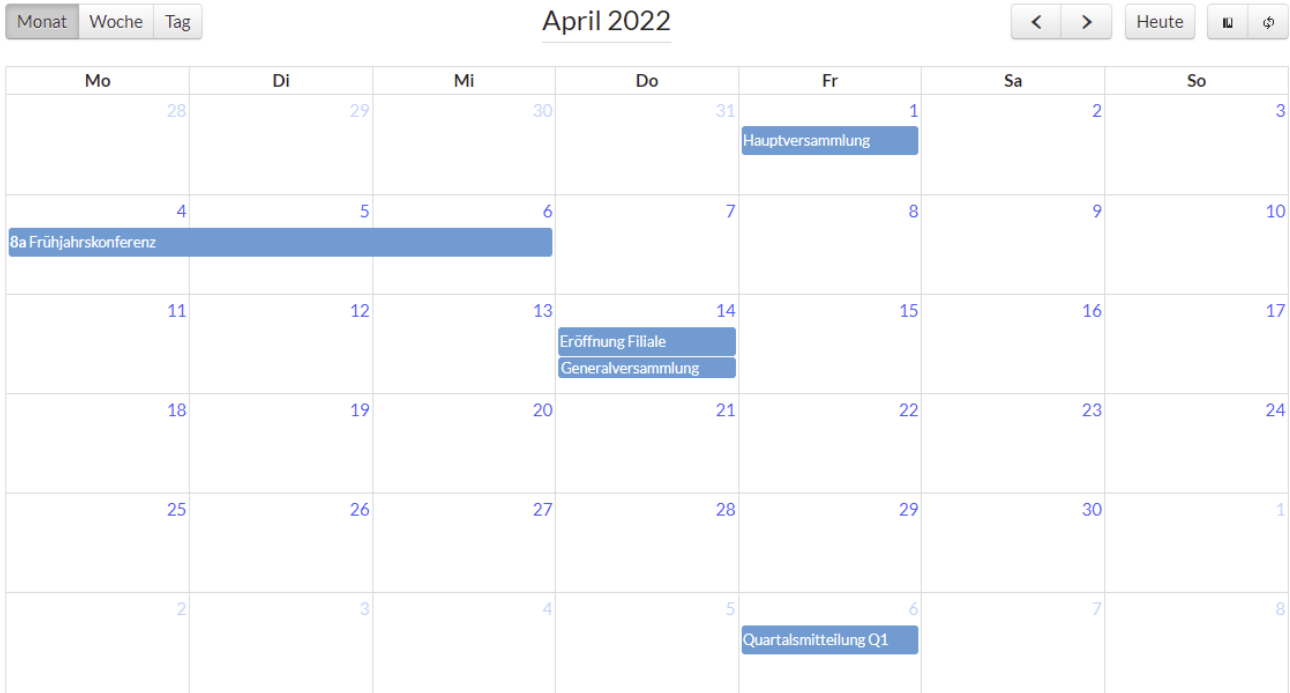 Monat Woche Tag April 2022 Heute
Mo Di Mi Do Fr Sa So
28 29 30 31 1 2 3
Hauptversammlung
4 5 6 7 8 9 10
8a Frühjahrskonferenz
11 12 13 14 15 16 17
Eröffnung Filiale
Generalversammlung
18 19 20 21 22 23 24
25 26 27 28 29 30 1
2 3 4 5 6 7 8
Quartalsmitteilung Q1